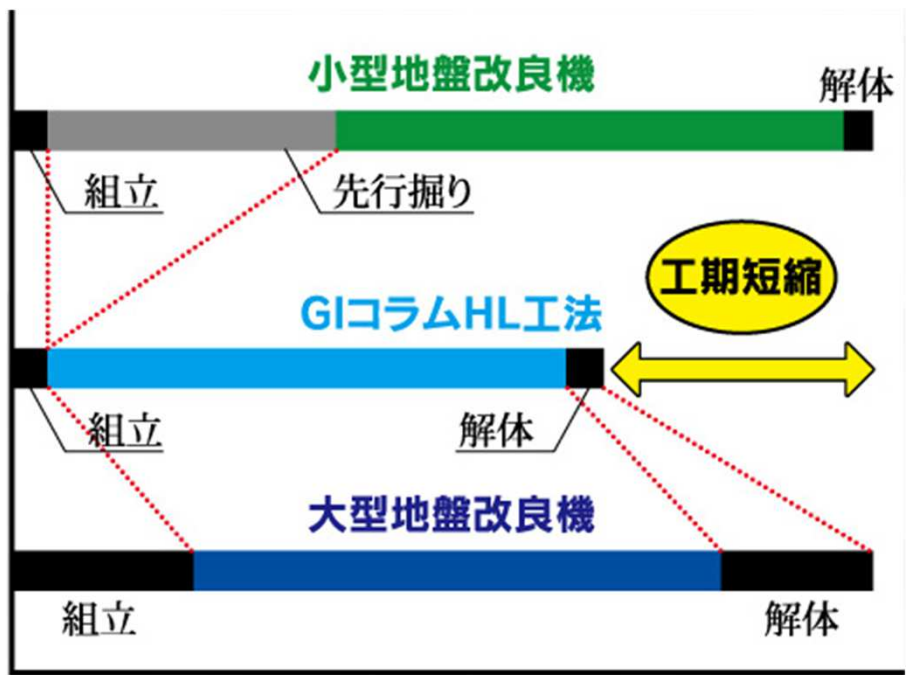 小型地盤改良機
解体
組立
先行掘り
工期短縮
GIコラムHL工法
組立
解体
大型地盤改良機
組立
解体